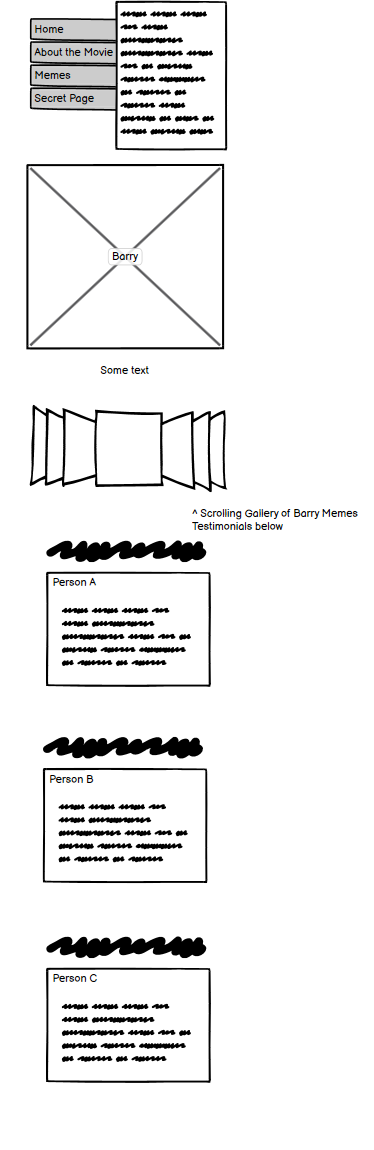 Home
About the Movie
Memes
Secret Page
Barry
Some text
^ Scrolling Gallery of Barry Memes
Testimonials below
Person A
Person B
Person C